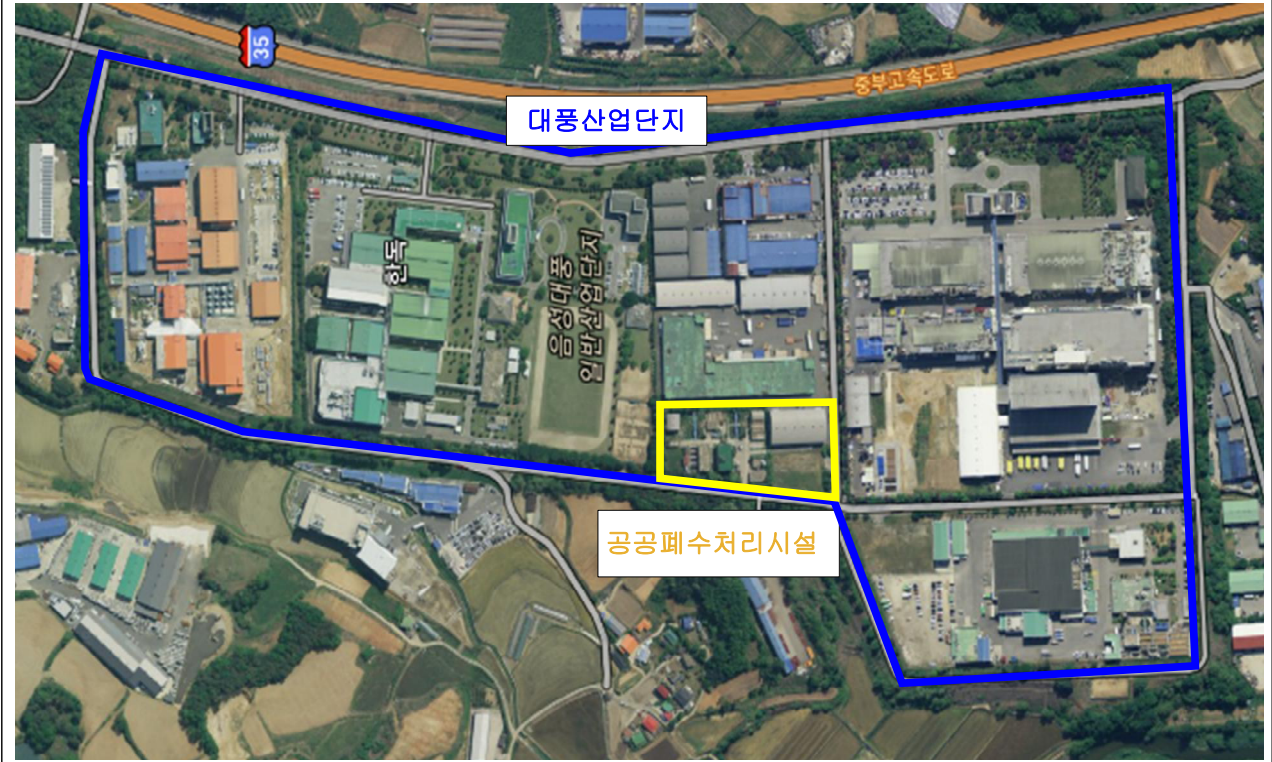 35
중부고속도로
대풍산업단지
한독
음성대풍
일반산업단지
공공폐수처리시설